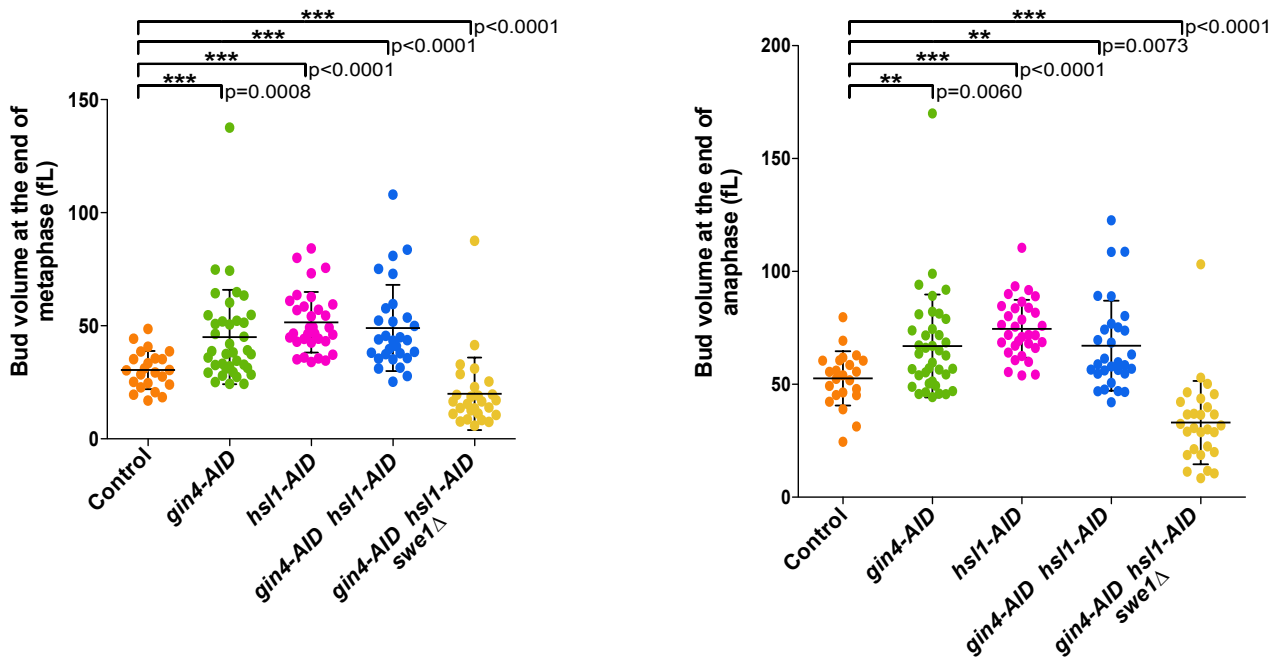 ***
p<0.0001
***
p<0.0001
***
p<0.0001
***
p=0.0008
Bud volume at the end of
metaphase (fL)
150
100
50
0
Control
gin4-AID
hsl1-AID
gin4-AID hsl1-AID
gin4-AID hsl1-AID
swe1Δ
***
p<0.0001
**
p=0.0073
***
p<0.0001
**
p=0.0060
Bud volume at the end of
anaphase (fL)
200
150
100
50
0
Control
gin4-AID
hsl1-AID
gin4-AID hsl1-AID
gin4-AID hsl1-AID
swe1Δ